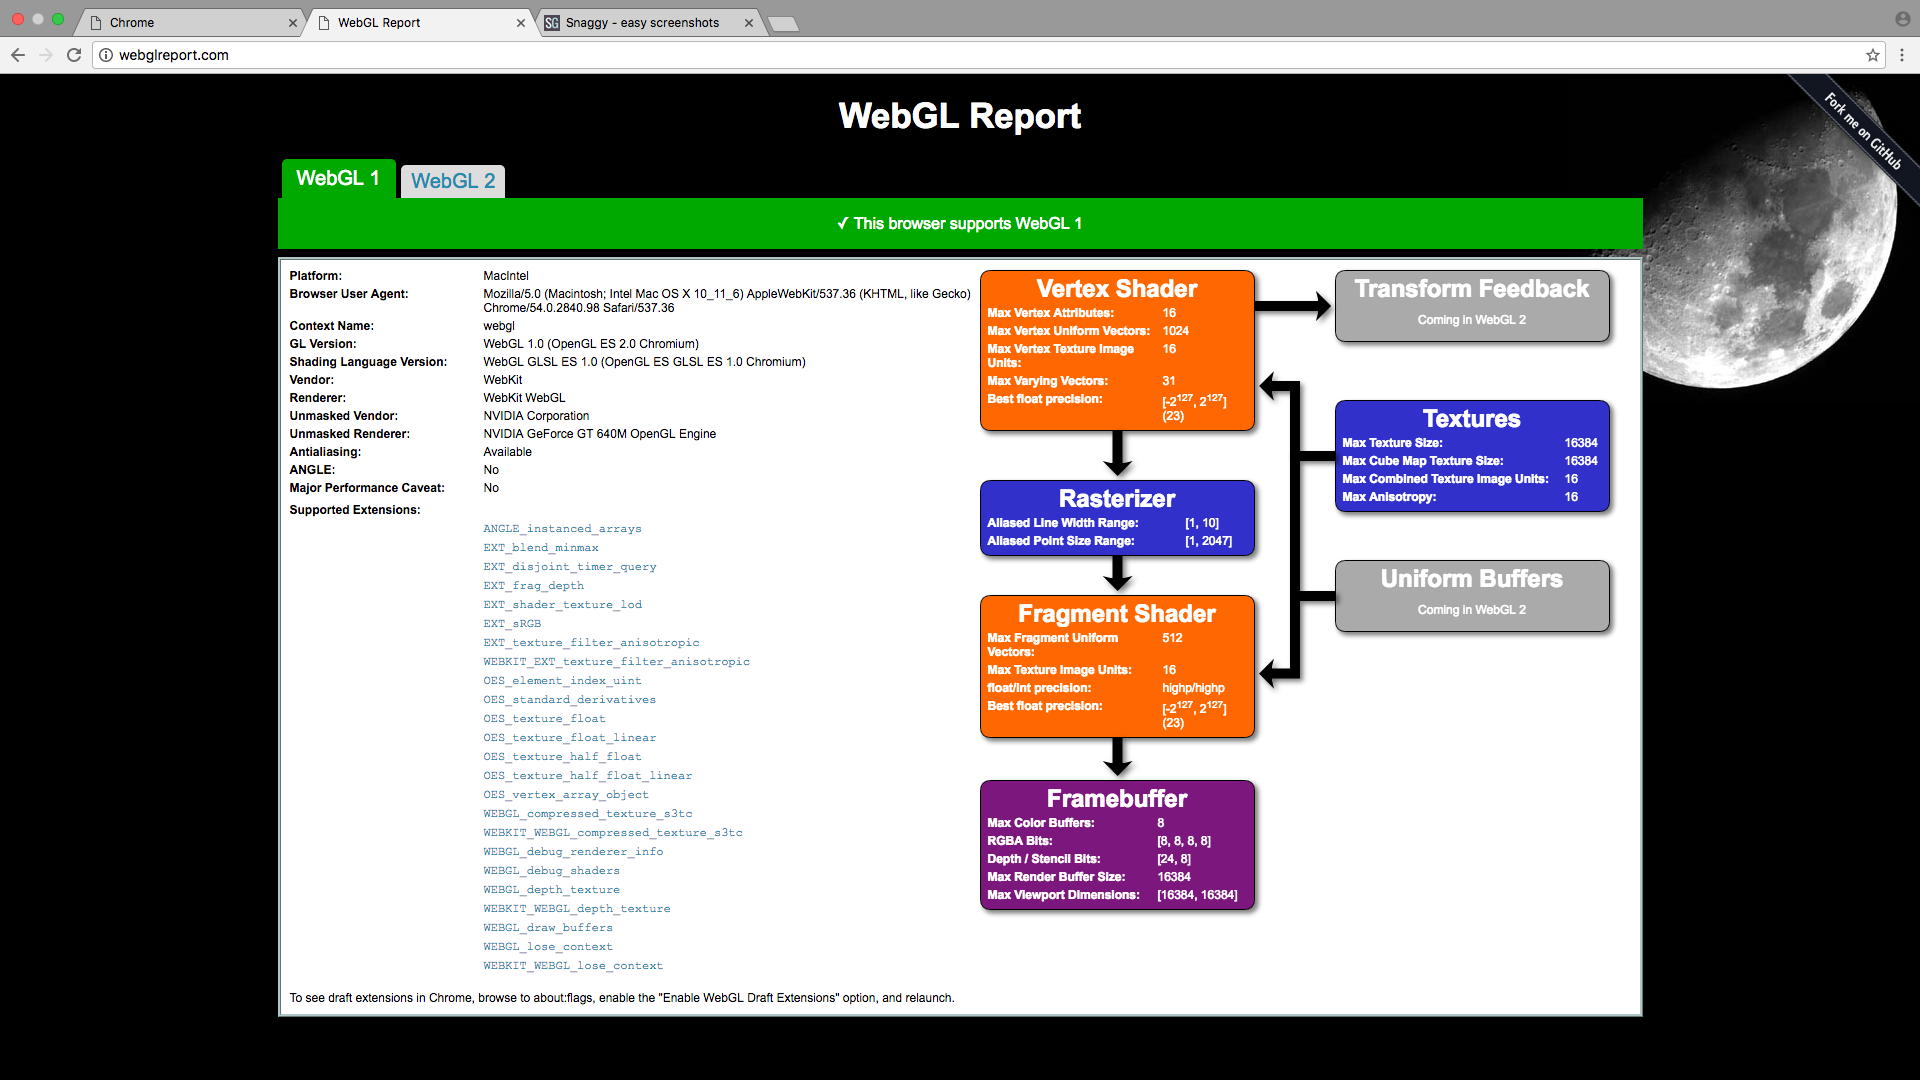 Chrome
WebGL Report
SG Snaggy - easy screenshots
webglreport.com
Fork me on GitHub
WebGL Report
WebGL 1
WebGL 2
✓ This browser supports WebGL 1
Platform: MacIntel
Browser User Agent: Mozilla/5.0 (Macintosh; Intel Mac OS X 10_11_6) AppleWebKit/537.36 (KHTML, like Gecko)
Chrome/54.0.2840.98 Safari/537.36
Context Name: webgl
GL Version: WebGL 1.0 (OpenGL ES 2.0 Chromium)
Shading Language Version: WebGL GLSL ES 1.0 (OpenGL ES GLSL ES 1.0 Chromium)
Vendor: WebKit
Renderer: WebKit WebGL
Unmasked Vendor: NVIDIA Corporation
Unmasked Renderer: NVIDIA GeForce GT 640M OpenGL Engine
Antialiasing: Available
ANGLE: No
Major Performance Caveat: No
Supported Extensions:
ANGLE_instanced_arrays
EXT_blend_minmax
EXT_disjoint_timer_query
EXT_frag_depth
EXT_shader_texture_lod
EXT_sRGB
EXT_texture_filter_anisotropic
WEBKIT_EXT_texture_filter_anisotropic
OES_element_index_uint
OES_standard_derivatives
OES_texture_float
OES_texture_float_linear
OES_texture_half_float
OES_texture_half_float_linear
OES_vertex_array_object
WEBGL_compressed_texture_s3tc
WEBKIT_WEBGL_compressed_texture_s3tc
WEBGL_debug_renderer_info
WEBGL_debug_shaders
WEBGL_depth_texture
WEBKIT_WEBGL_depth_texture
WEBGL_draw_buffers
WEBGL_lose_context
WEBKIT_WEBGL_lose_context
To see draft extensions in Chrome, browse to about:flags, enable the "Enable WebGL Draft Extensions" option, and relaunch.
Vertex Shader
Max Vertex Attributes: 16
Max Vertex Uniform Vectors: 1024
Max Vertex Texture Image 16
Units:
Max Varying Vectors: 31
Best float precision: [-2^127, 2^127]
(23)
Rasterizer
Aliased Line Width Range: [1, 10]
Aliased Point Size Range: [1, 2047]
Fragment Shader
Max Fragment Uniform 512
Vectors:
Max Texture Image Units: 16
float/int precision: highp/highp
Best float precision: [-2^127, 2^127]
(23)
Framebuffer
Max Color Buffers: 8
RGBA Bits: [8, 8, 8, 8]
Depth / Stencil Bits: [24, 8]
Max Render Buffer Size: 16384
Max Viewport Dimensions: [16384, 16384]
Transform Feedback
Coming in WebGL 2
Textures
Max Texture Size: 16384
Max Cube Map Texture Size: 16384
Max Combined Texture Image Units: 16
Max Anisotropy: 16
Uniform Buffers
Coming in WebGL 2